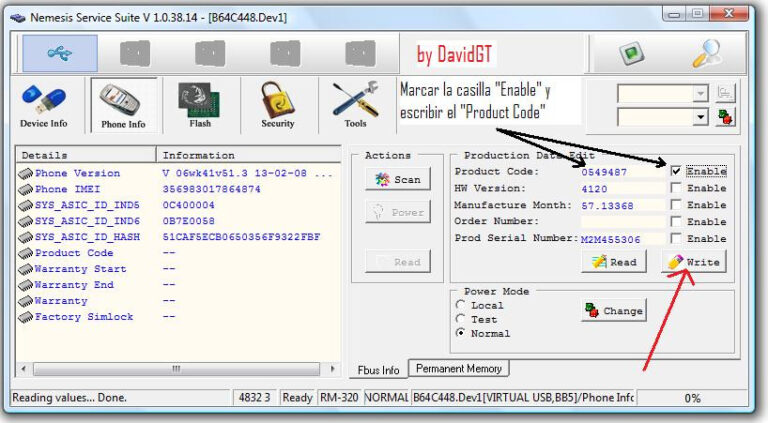 Nemesis Service Suite V 1.0.38.14 - [B64C448.Dev1]
by DavidGT
Marcar la casilla "Enable" y
escribir el "Product Code"
Device Info
Phone Info
Flash
Security
Tools
Details Information
Phone Version V 06wk41v51.3 13-02-08 ...
Phone IMEI 356983017864874
SYS_ASIC_ID_IND5 0C400004
SYS_ASIC_ID_IND6 0B7E0058
SYS_ASIC_ID_HASH 51CAF5ECB0650356F9322FBF
Product Code --
Warranty Start --
Warranty End --
Warranty --
Factory Simlock --
Actions
Scan
Power
Read
Production Data Edit
Product Code: 0549487 Enable
HW Version: 4120 Enable
Manufacture Month: 57.13368 Enable
Order Number: Enable
Prod Serial Number: M2M455306 Enable
Read Write
Power Mode
Local
Test
Normal
Change
Fbus Info Permanent Memory
Reading values... Done. 4832 3 Ready RM-320 NORMAL B64C448.Dev1[VIRTUAL USB,BB5]/Phone Info 0%